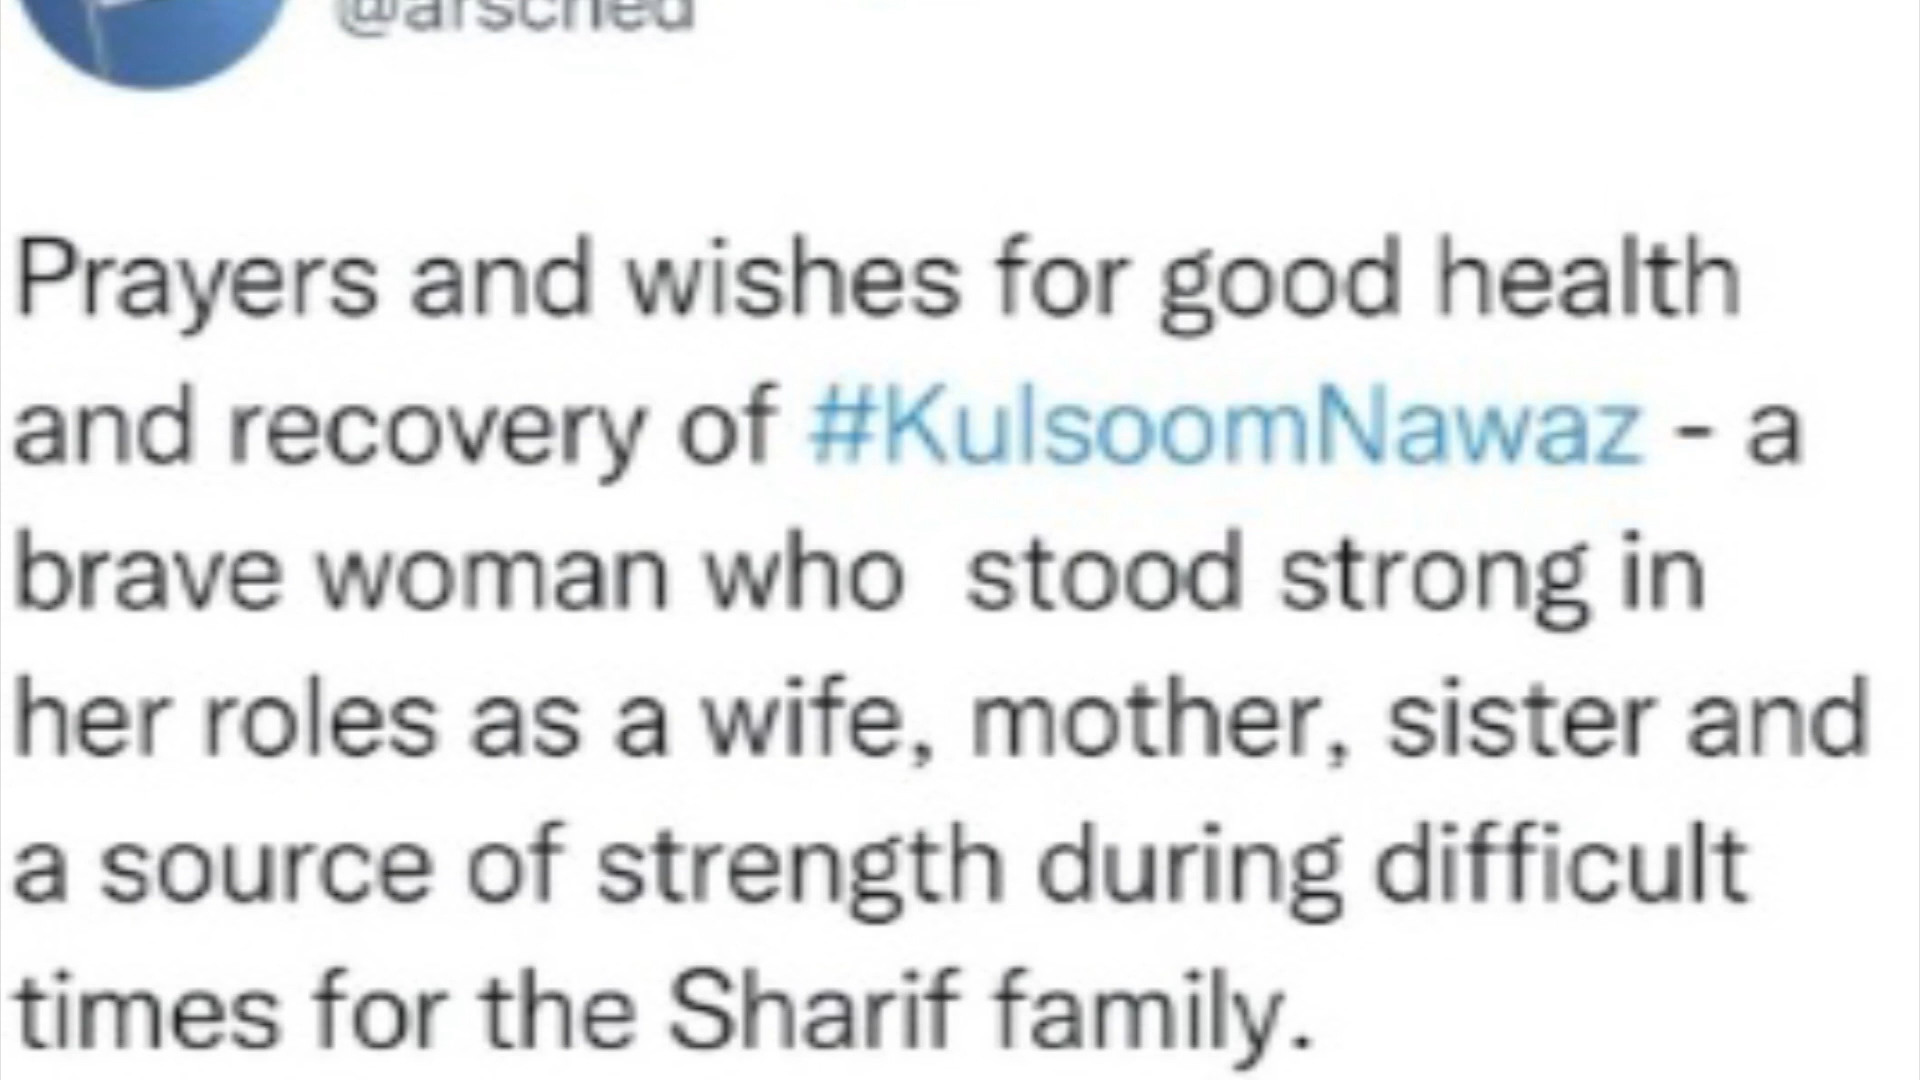 @arsched
Prayers and wishes for good health
and recovery of #KulsoomNawaz - a
brave woman who  stood strong in
her roles as a wife, mother, sister and
a source of strength during difficult
times for the Sharif family.